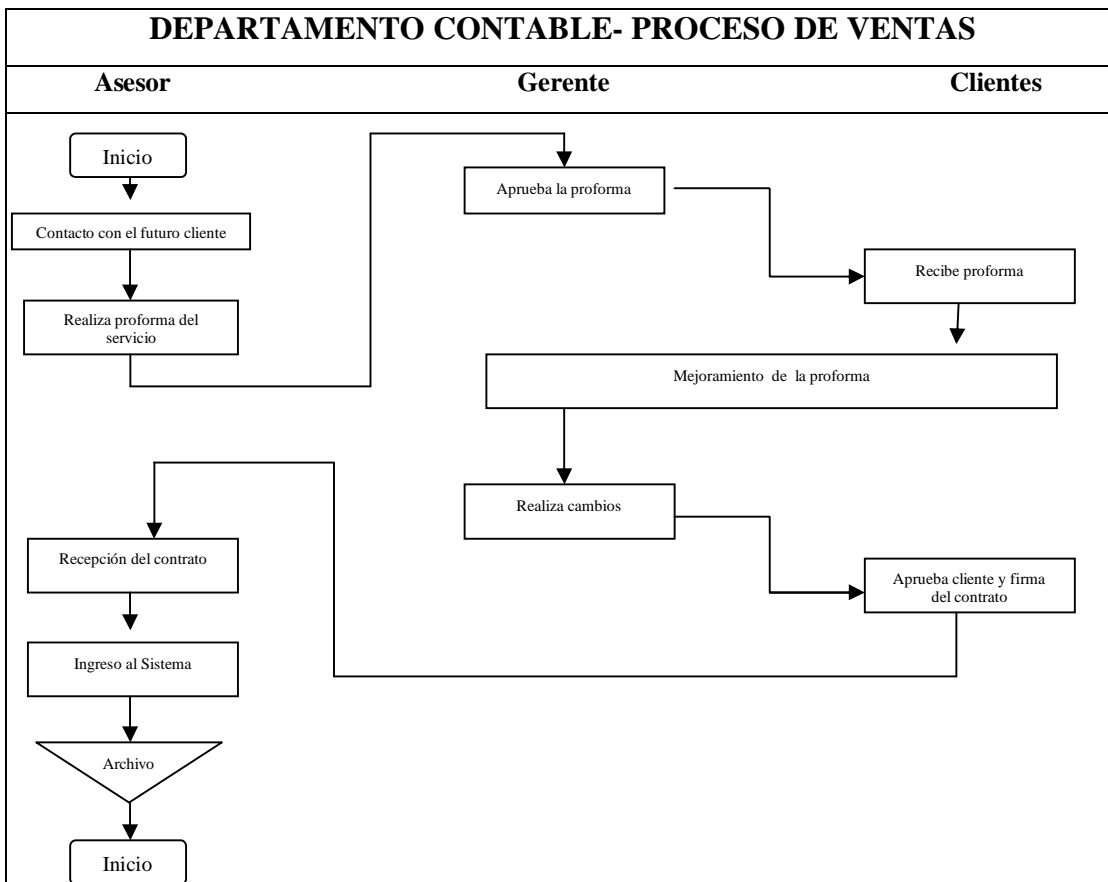 DEPARTAMENTO CONTABLE- PROCESO DE VENTAS
Asesor
Gerente
Clientes
Inicio
Contacto con el futuro cliente
Realiza proforma del
servicio
Aprueba la proforma
Recibe proforma
Mejoramiento de la proforma
Realiza cambios
Aprueba cliente y firma
del contrato
Recepción del contrato
Ingreso al Sistema
Archivo
Inicio